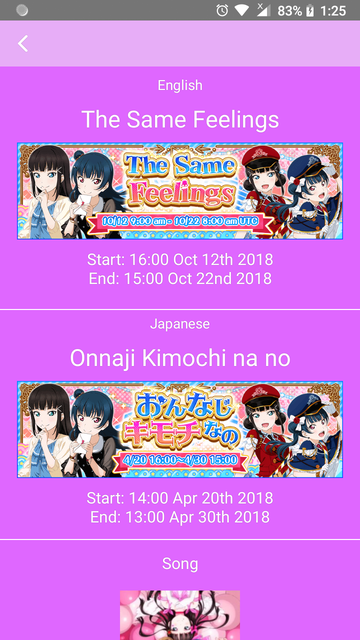 83% 1:25
English
The Same Feelings
The Same
Feelings
10/12 9:00 am - 10/22 8:00 am UTC
Start: 16:00 Oct 12th 2018
End: 15:00 Oct 22nd 2018
Japanese
Onnaji Kimochi na no
おんなじ
キモチなの
4/20 16:00~4/30 15:00
Start: 14:00 Apr 20th 2018
End: 13:00 Apr 30th 2018
Song